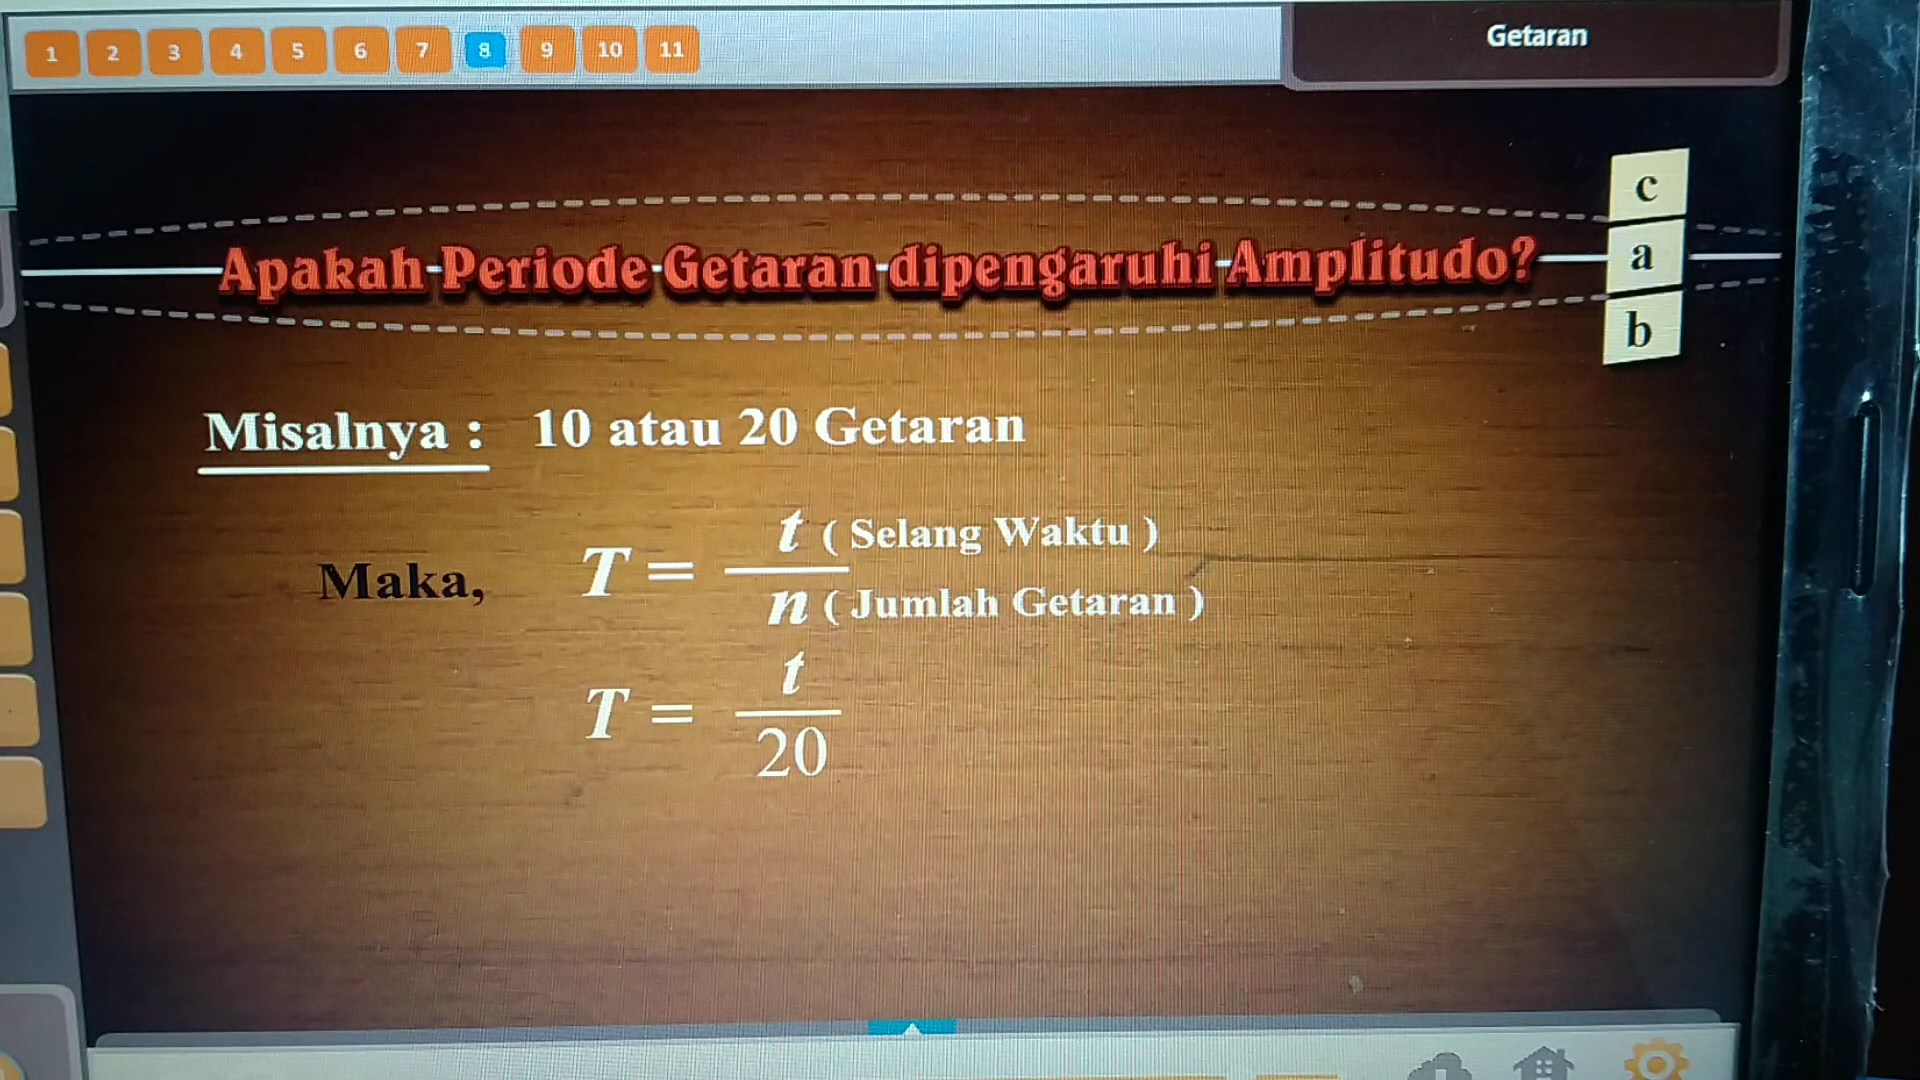 1 2 3 4 5 6 7 8 9 10 11
Getaran
c
Apakah Periode Getaran dipengaruhi Amplitudo?
a
b
Misalnya : 10 atau 20 Getaran
Maka, T = t ( Selang Waktu )
n ( Jumlah Getaran )
T = t
20